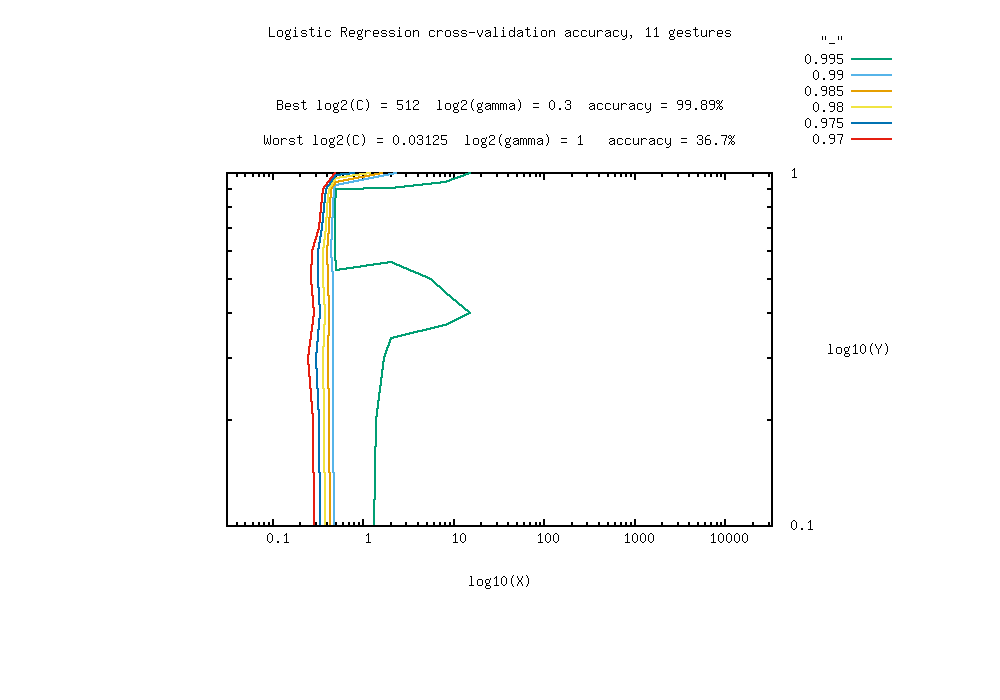 Logistic Regression cross-validation accuracy, 11 gestures
"_"
0.995
0.99
0.985
0.98
0.975
0.97
Best log2(C) = 512  log2(gamma) = 0.3  accuracy = 99.89%
Worst log2(C) = 0.03125  log2(gamma) = 1   accuracy = 36.7%
1
log10(Y)
0.1
0.1 1 10 100 1000 10000
log10(X)